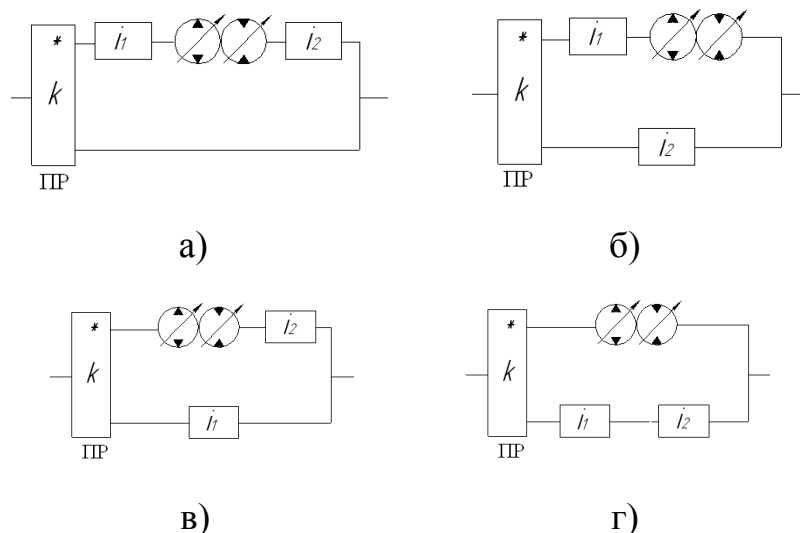 * i1 i2
k
ПР
а)
* i1
k i2
ПР
б)
* i2
k i1
ПР
в)
*
k
i1 i2
ПР
г)